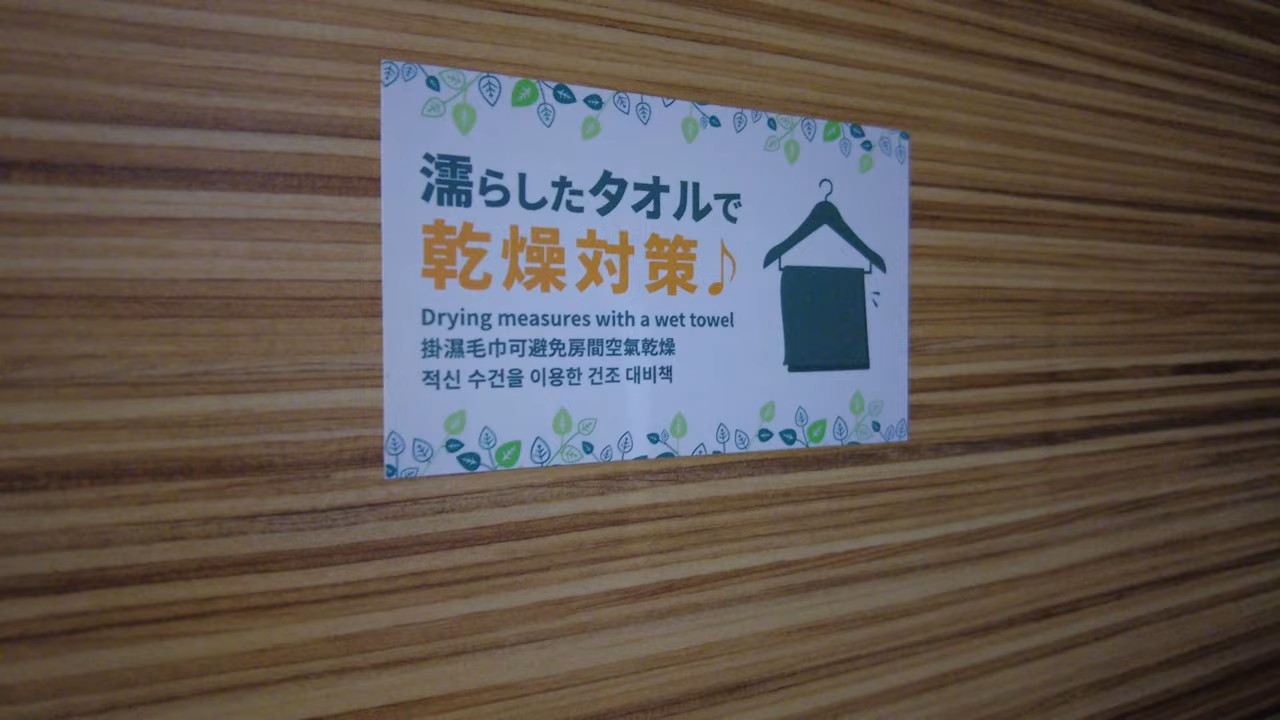 濡らしたタオルで
乾燥対策♪
Drying measures with a wet towel
掛濕毛巾可避免房間空氣乾燥
적신 수건을 이용한 건조 대비책